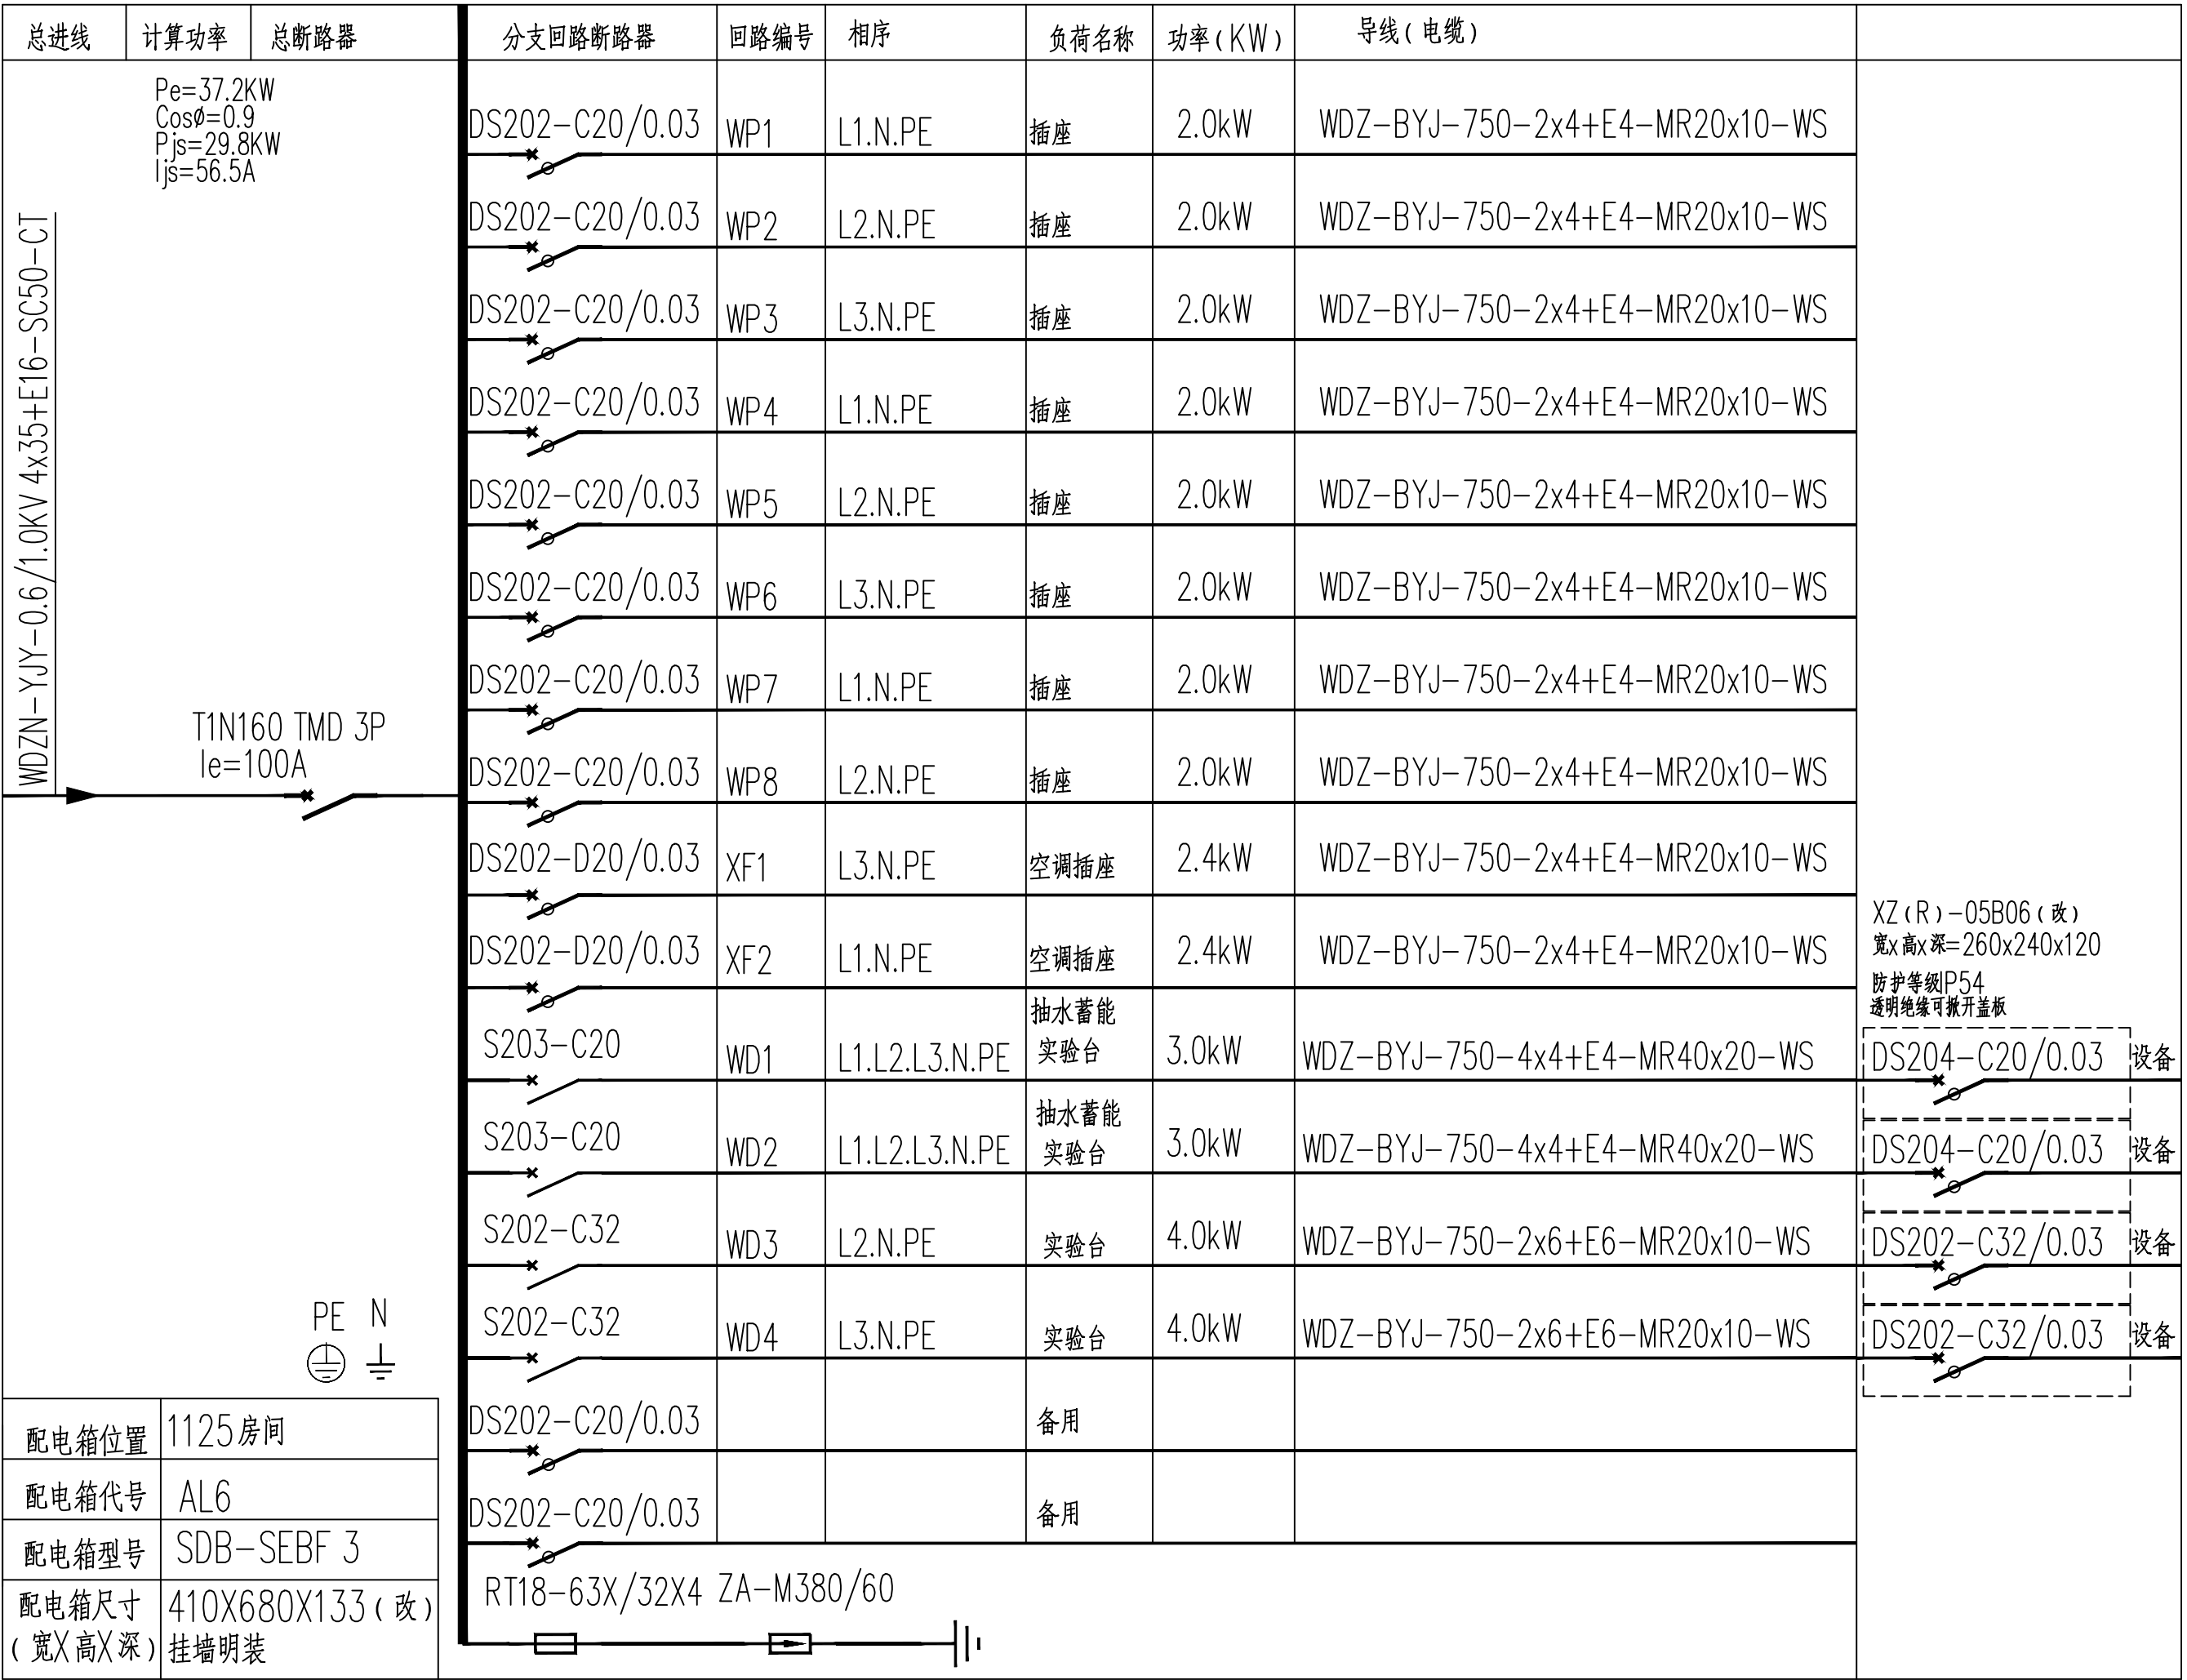 总进线 计算功率 总断路器 分支回路断路器 回路编号 相序 负荷名称 功率(KW) 导线(电缆)
Pe=37.2KW
Cosø=0.9
Pjs=29.8KW
Ijs=56.5A
WDZN-YJY-0.6/1.0KV 4x35+E16-SC50-CT
T1N160 TMD 3P
Ie=100A
DS202-C20/0.03 WP1 L1.N.PE 插座 2.0kW WDZ-BYJ-750-2x4+E4-MR20x10-WS
DS202-C20/0.03 WP2 L2.N.PE 插座 2.0kW WDZ-BYJ-750-2x4+E4-MR20x10-WS
DS202-C20/0.03 WP3 L3.N.PE 插座 2.0kW WDZ-BYJ-750-2x4+E4-MR20x10-WS
DS202-C20/0.03 WP4 L1.N.PE 插座 2.0kW WDZ-BYJ-750-2x4+E4-MR20x10-WS
DS202-C20/0.03 WP5 L2.N.PE 插座 2.0kW WDZ-BYJ-750-2x4+E4-MR20x10-WS
DS202-C20/0.03 WP6 L3.N.PE 插座 2.0kW WDZ-BYJ-750-2x4+E4-MR20x10-WS
DS202-C20/0.03 WP7 L1.N.PE 插座 2.0kW WDZ-BYJ-750-2x4+E4-MR20x10-WS
DS202-C20/0.03 WP8 L2.N.PE 插座 2.0kW WDZ-BYJ-750-2x4+E4-MR20x10-WS
DS202-D20/0.03 XF1 L3.N.PE 空调插座 2.4kW WDZ-BYJ-750-2x4+E4-MR20x10-WS
DS202-D20/0.03 XF2 L1.N.PE 空调插座 2.4kW WDZ-BYJ-750-2x4+E4-MR20x10-WS
XZ(R)-05B06(改)
宽x高x深=260x240x120
防护等级IP54
透明绝缘可掀开盖板
抽水蓄能
S203-C20 WD1 L1.L2.L3.N.PE 实验台 3.0kW WDZ-BYJ-750-4x4+E4-MR40x20-WS DS204-C20/0.03 设备
抽水蓄能
S203-C20 WD2 L1.L2.L3.N.PE 实验台 3.0kW WDZ-BYJ-750-4x4+E4-MR40x20-WS DS204-C20/0.03 设备
S202-C32 WD3 L2.N.PE 实验台 4.0kW WDZ-BYJ-750-2x6+E6-MR20x10-WS DS202-C32/0.03 设备
S202-C32 WD4 L3.N.PE 实验台 4.0kW WDZ-BYJ-750-2x6+E6-MR20x10-WS DS202-C32/0.03 设备
DS202-C20/0.03 备用
DS202-C20/0.03 备用
RT18-63X/32X4 ZA-M380/60
PE N
配电箱位置 1125房间
配电箱代号 AL6
配电箱型号 SDB-SEBF 3
配电箱尺寸 410X680X133(改)
(宽X高X深) 挂墙明装